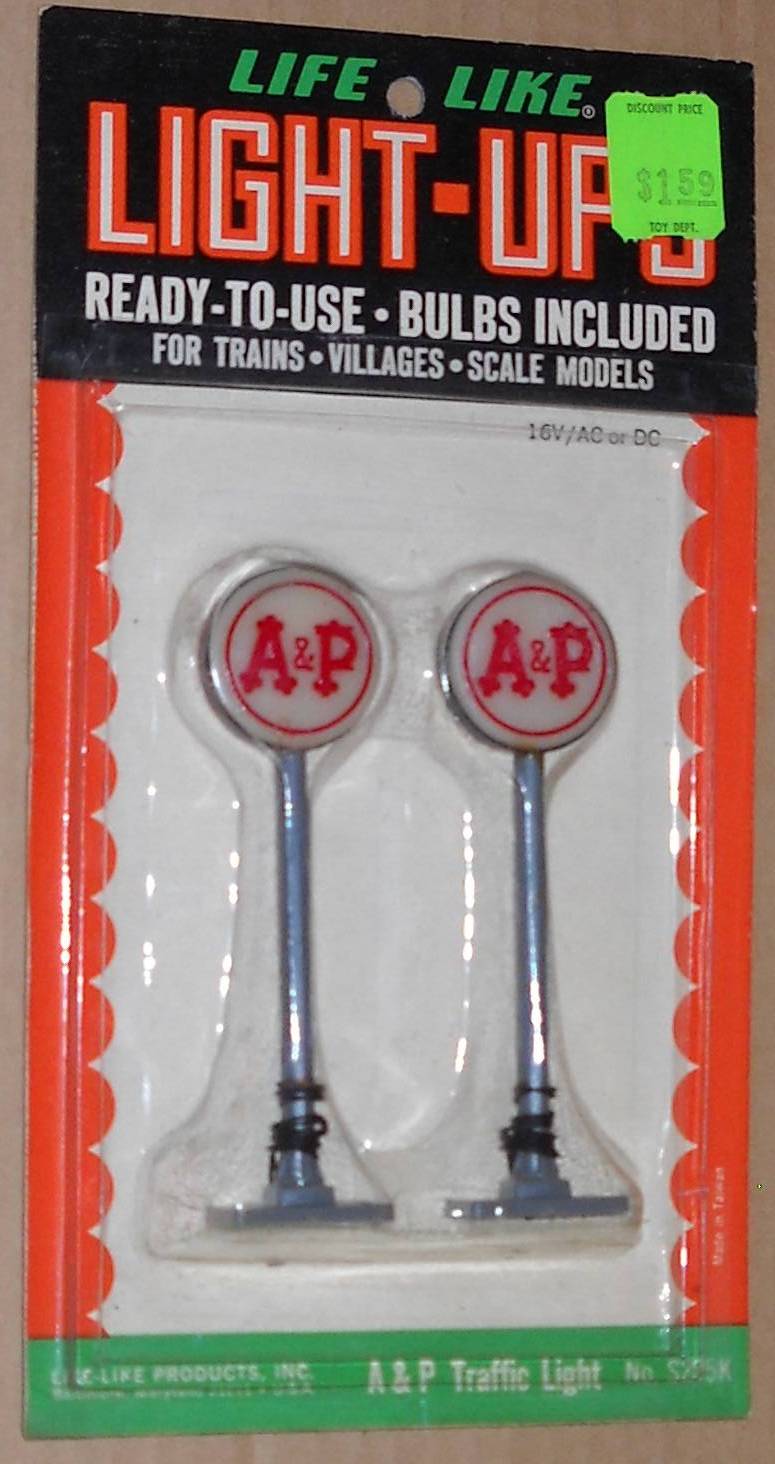 LIFE LIKE®
DISCOUNT PRICE
$1.59
TOY DEPT.
LIGHT-UPS
READY-TO-USE • BULBS INCLUDED
FOR TRAINS • VILLAGES • SCALE MODELS
16V/AC or DC
A&P
A&P
Made in Taiwan
LIFE-LIKE PRODUCTS, INC.
A & P Traffic Light
No.